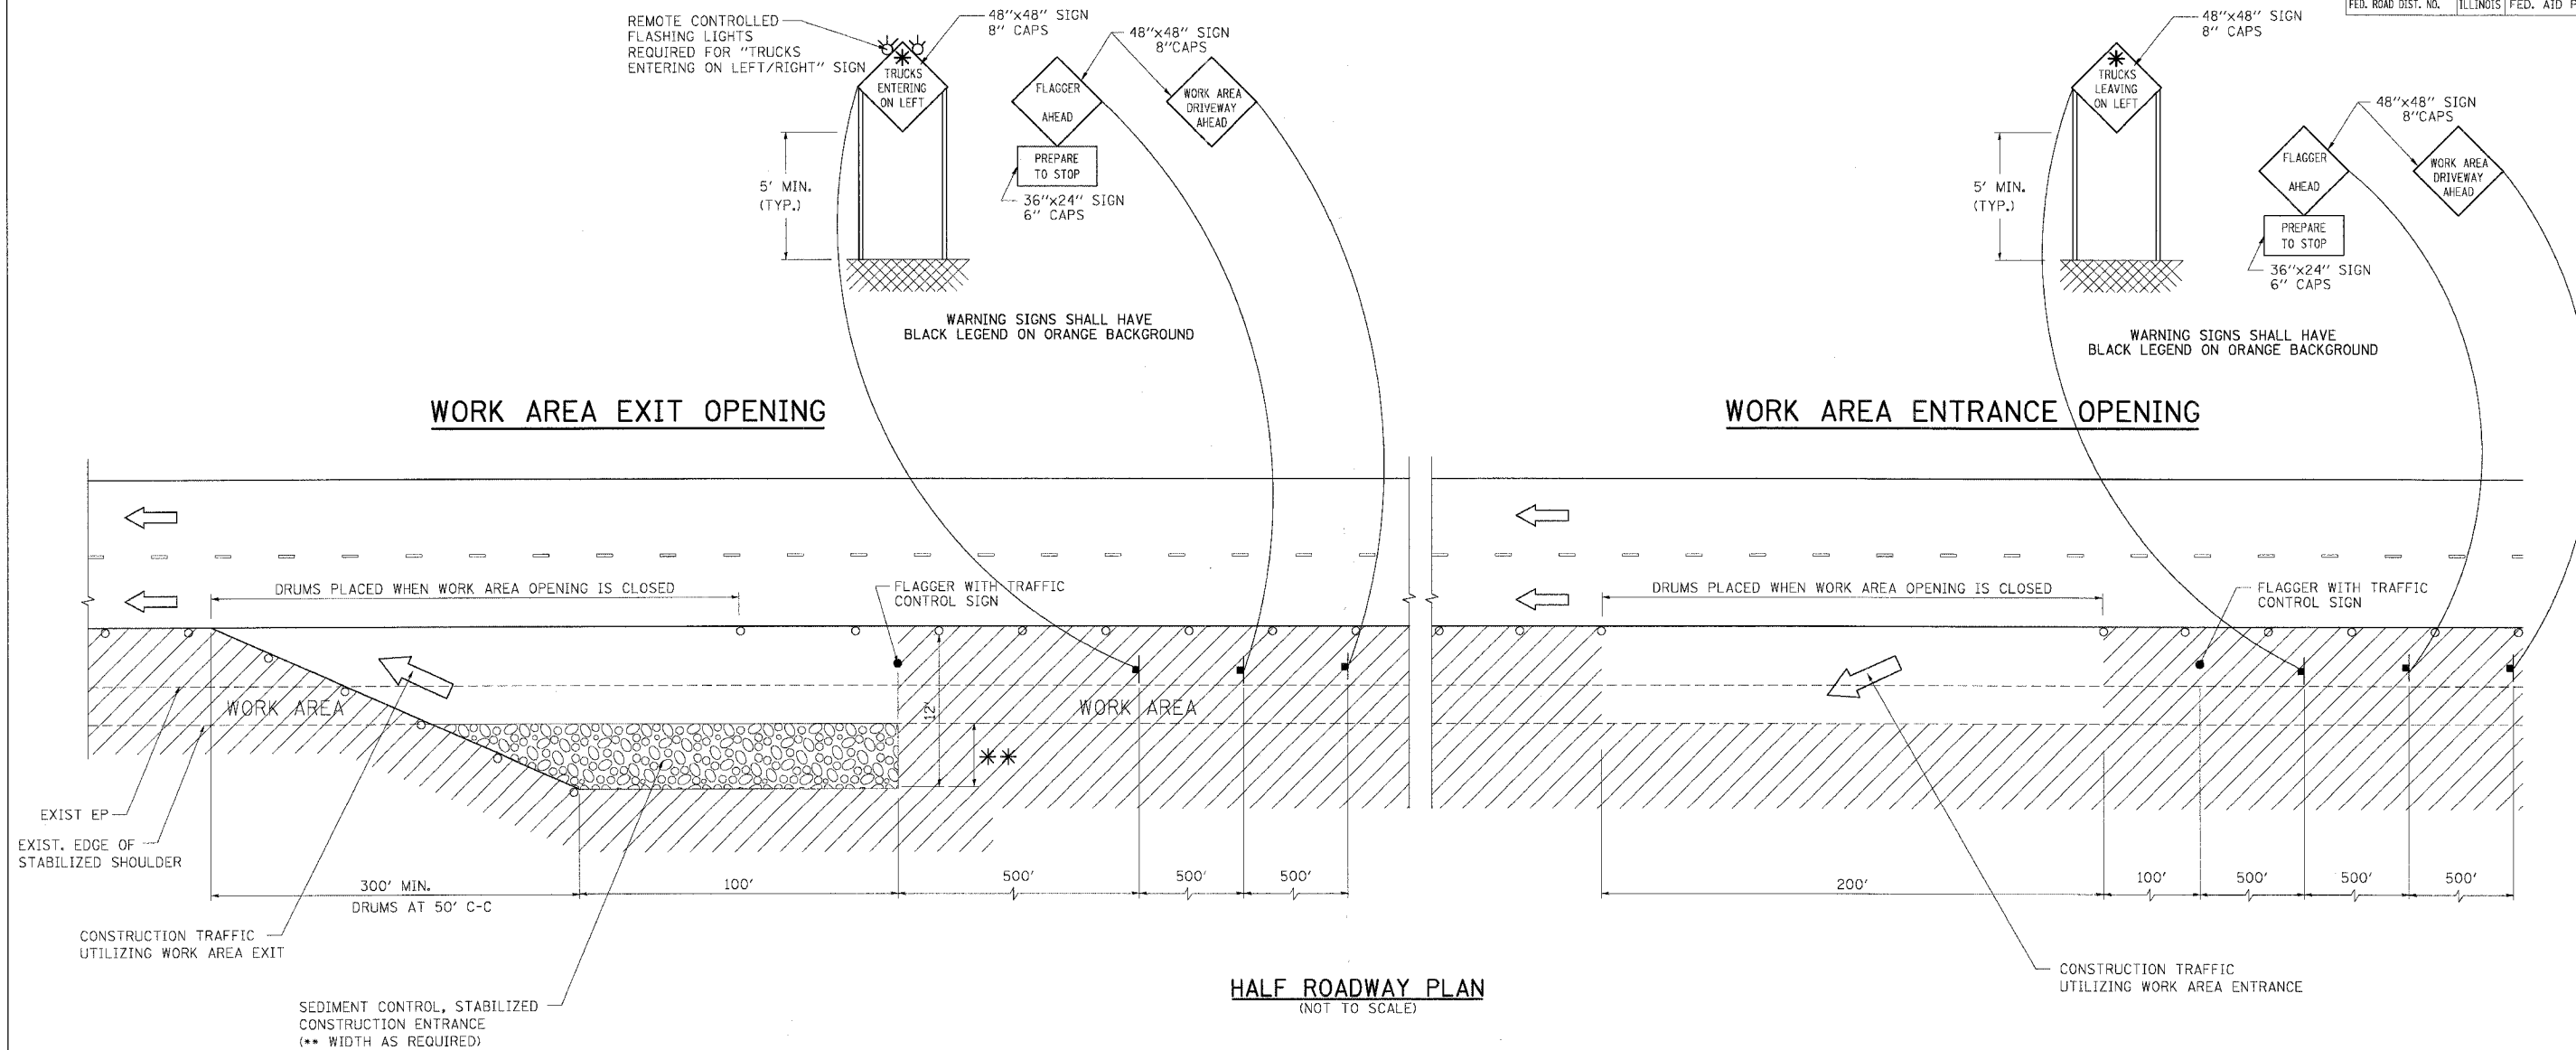 FED. ROAD DIST. NO. ILLINOIS FED. AID P
REMOTE CONTROLLED
FLASHING LIGHTS
REQUIRED FOR "TRUCKS
ENTERING ON LEFT/RIGHT" SIGN
48"x48" SIGN
8" CAPS
*
TRUCKS
ENTERING
ON LEFT
48"x48" SIGN
8"CAPS
FLAGGER
AHEAD
WORK AREA
DRIVEWAY
AHEAD
PREPARE
TO STOP
36"x24" SIGN
6" CAPS
5' MIN.
(TYP.)
WARNING SIGNS SHALL HAVE
BLACK LEGEND ON ORANGE BACKGROUND
48"x48" SIGN
8" CAPS
*
TRUCKS
LEAVING
ON LEFT
48"x48" SIGN
8"CAPS
FLAGGER
AHEAD
WORK AREA
DRIVEWAY
AHEAD
PREPARE
TO STOP
36"x24" SIGN
6" CAPS
5' MIN.
(TYP.)
WARNING SIGNS SHALL HAVE
BLACK LEGEND ON ORANGE BACKGROUND
WORK AREA EXIT OPENING
WORK AREA ENTRANCE OPENING
DRUMS PLACED WHEN WORK AREA OPENING IS CLOSED
FLAGGER WITH TRAFFIC
CONTROL SIGN
DRUMS PLACED WHEN WORK AREA OPENING IS CLOSED
FLAGGER WITH TRAFFIC
CONTROL SIGN
WORK AREA
12'
WORK AREA
**
EXIST EP
EXIST. EDGE OF
STABILIZED SHOULDER
300' MIN.
DRUMS AT 50' C-C
100'
500'
500'
500'
200'
100'
500'
500'
500'
CONSTRUCTION TRAFFIC
UTILIZING WORK AREA EXIT
SEDIMENT CONTROL, STABILIZED
CONSTRUCTION ENTRANCE
(** WIDTH AS REQUIRED)
HALF ROADWAY PLAN
(NOT TO SCALE)
CONSTRUCTION TRAFFIC
UTILIZING WORK AREA ENTRANCE